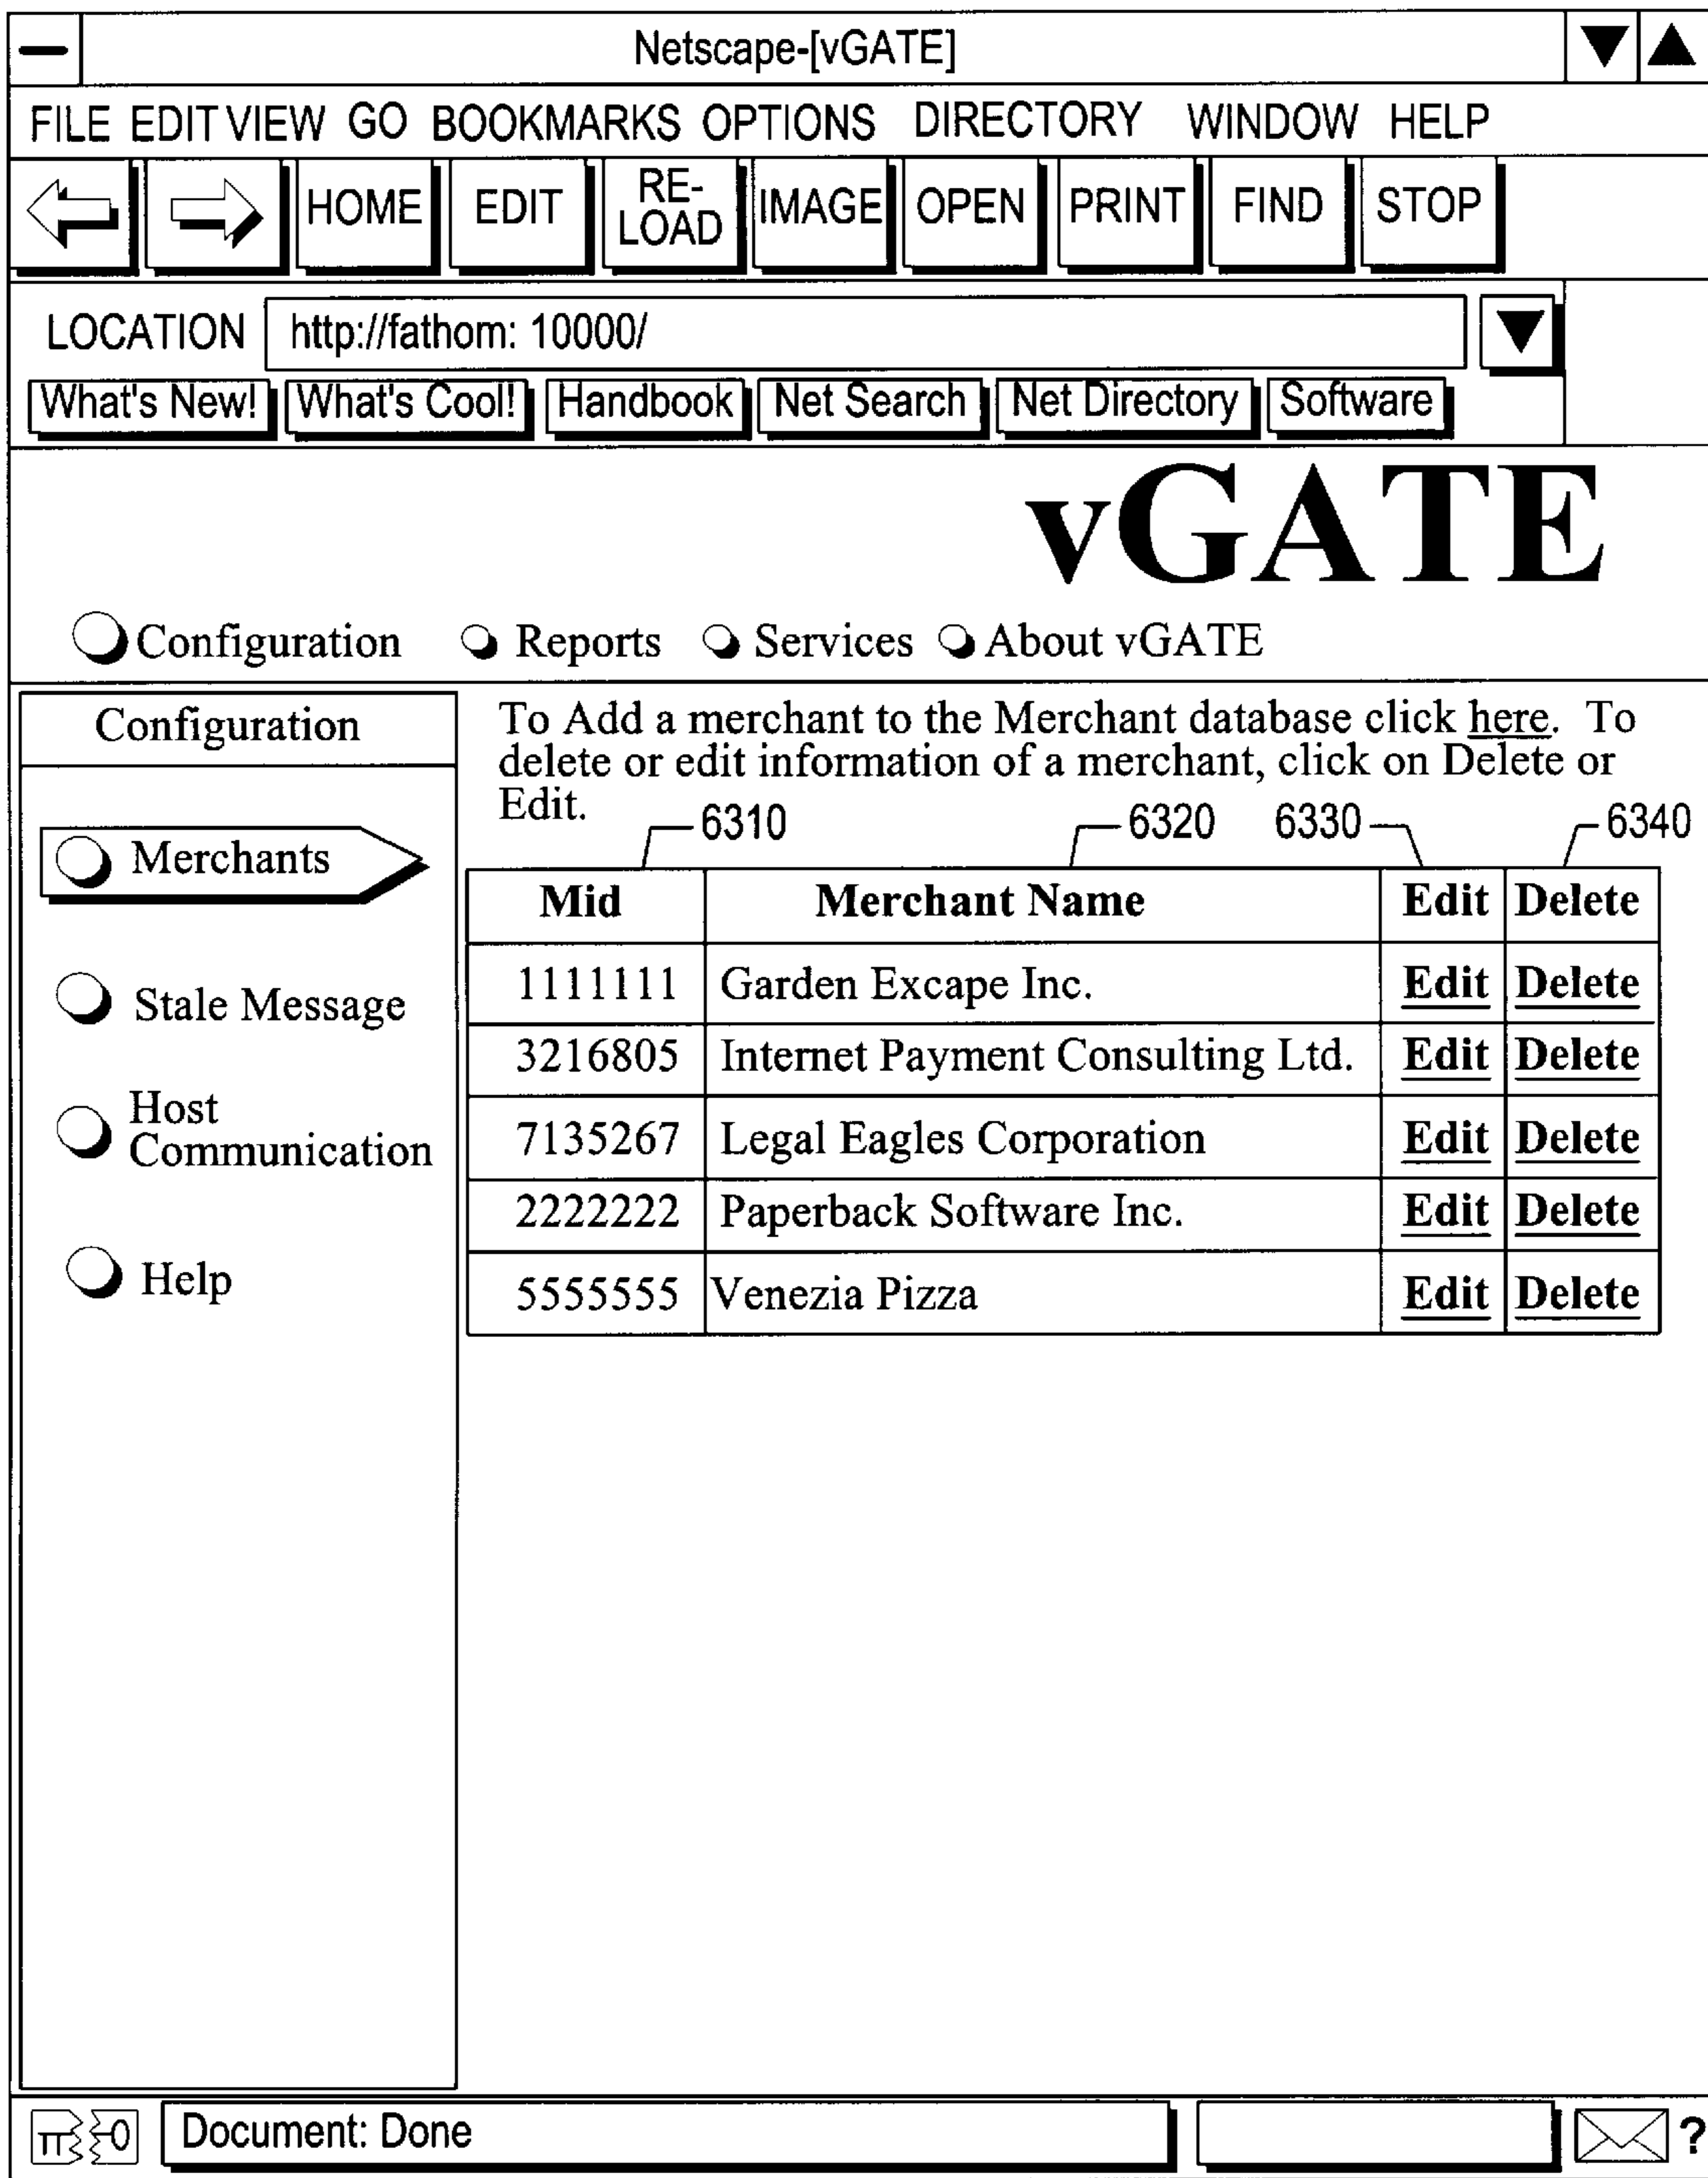 Netscape-[vGATE]
FILE EDIT VIEW GO BOOKMARKS OPTIONS DIRECTORY WINDOW HELP
HOME EDIT RE-LOAD IMAGE OPEN PRINT FIND STOP
LOCATION http://fathom: 10000/
What's New! What's Cool! Handbook Net Search Net Directory Software
vGATE
Configuration Reports Services About vGATE
Configuration
Merchants
Stale Message
Host
Communication
Help
To Add a merchant to the Merchant database click here. To
delete or edit information of a merchant, click on Delete or
Edit.
6310 6320 6330 6340
Mid Merchant Name Edit Delete
1111111 Garden Excape Inc. Edit Delete
3216805 Internet Payment Consulting Ltd. Edit Delete
7135267 Legal Eagles Corporation Edit Delete
2222222 Paperback Software Inc. Edit Delete
5555555 Venezia Pizza Edit Delete
Document: Done ?